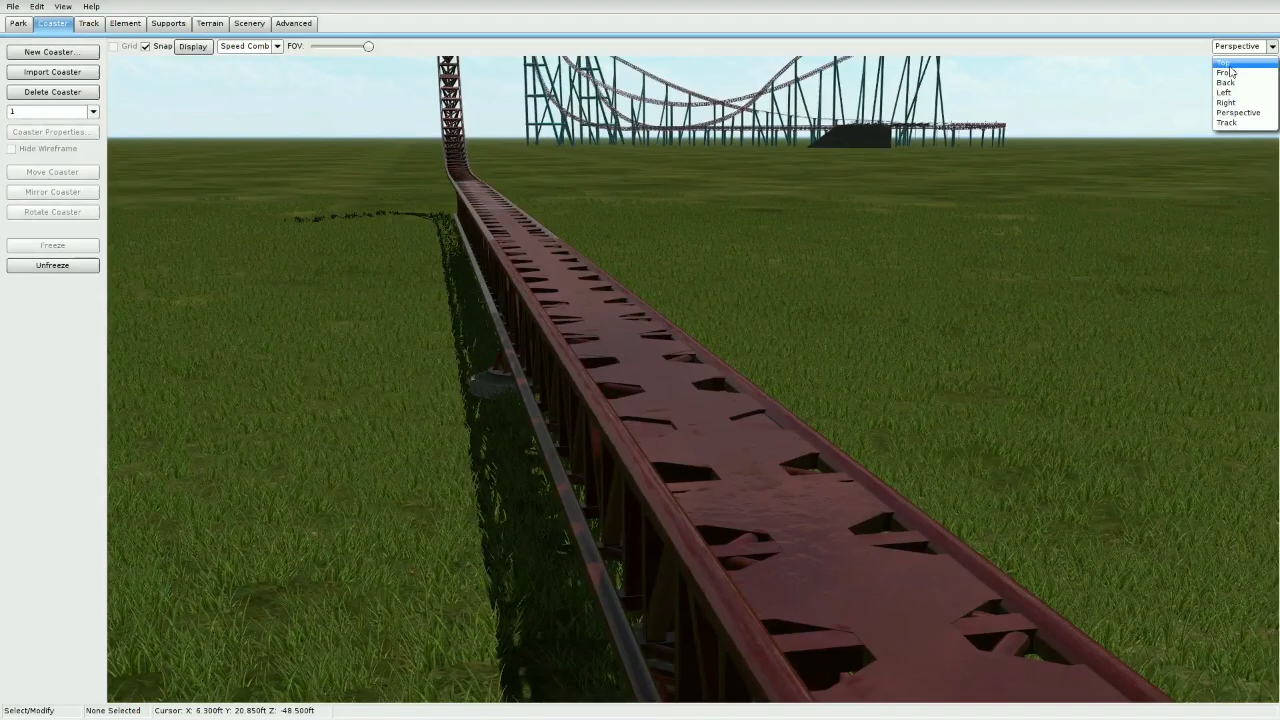 File Edit View Help
Park Coaster Track Element Supports Terrain Scenery Advanced
New Coaster... Grid Snap Display Speed Comb FOV: Perspective
Import Coaster
Delete Coaster
1
Coaster Properties...
Hide Wireframe
Move Coaster
Mirror Coaster
Rotate Coaster
Freeze
Unfreeze
Top
Back
Left
Right
Perspective
Track
Select/Modify None Selected Cursor: X: 6.300ft Y: 20.850ft Z: -48.500ft